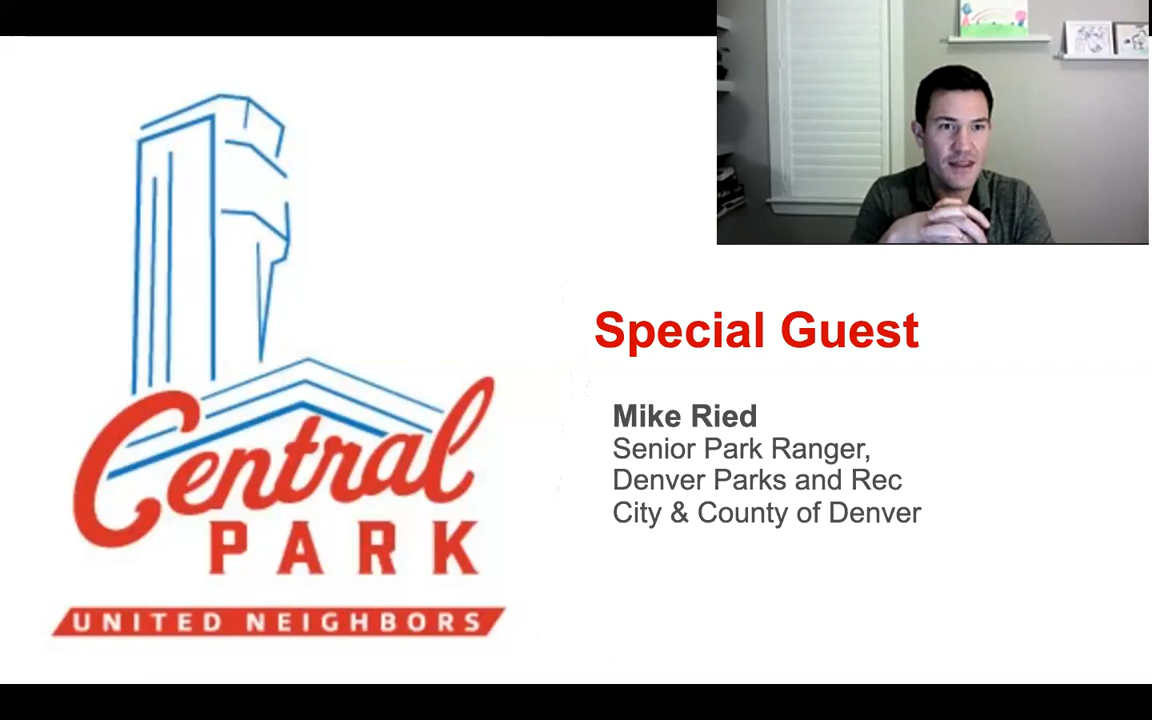 Central
PARK
UNITED NEIGHBORS
Special Guest
Mike Ried
Senior Park Ranger,
Denver Parks and Rec
City & County of Denver